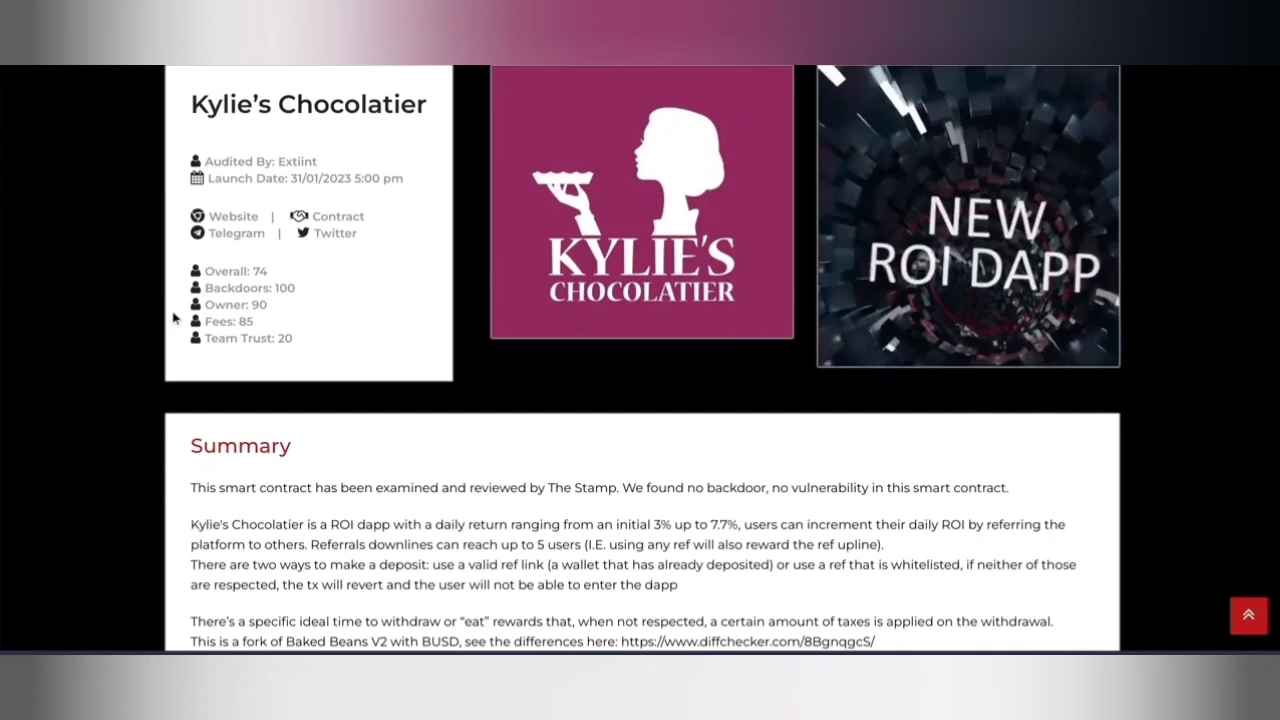 Kylie's Chocolatier
Audited By: Extiint
Launch Date: 31/01/2023 5:00 pm
Website | Contract
Telegram | Twitter
Overall: 74
Backdoors: 100
Owner: 90
Fees: 85
Team Trust: 20
KYLIE'S
CHOCOLATIER
NEW
ROI DAPP
Summary
This smart contract has been examined and reviewed by The Stamp. We found no backdoor, no vulnerability in this smart contract.
Kylie's Chocolatier is a ROI dapp with a daily return ranging from an initial 3% up to 7.7%, users can increment their daily ROI by referring the
platform to others. Referrals downlines can reach up to 5 users (I.E. using any ref will also reward the ref upline).
There are two ways to make a deposit: use a valid ref link (a wallet that has already deposited) or use a ref that is whitelisted, if neither of those
are respected, the tx will revert and the user will not be able to enter the dapp
There's a specific ideal time to withdraw or “eat” rewards that, when not respected, a certain amount of taxes is applied on the withdrawal.
This is a fork of Baked Beans V2 with BUSD, see the differences here: https://www.diffchecker.com/8BgnqgcS/